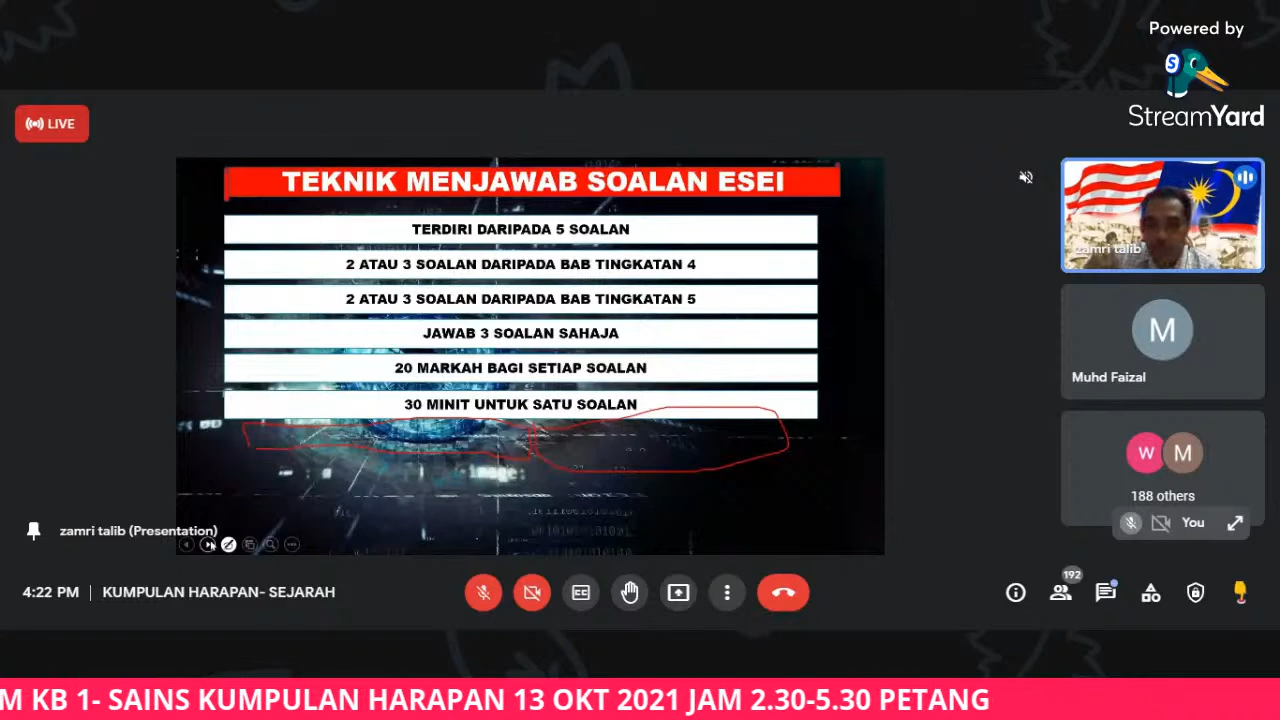 Powered by
StreamYard
LIVE
TEKNIK MENJAWAB SOALAN ESEI
TERDIRI DARIPADA 5 SOALAN
2 ATAU 3 SOALAN DARIPADA BAB TINGKATAN 4
2 ATAU 3 SOALAN DARIPADA BAB TINGKATAN 5
JAWAB 3 SOALAN SAHAJA
20 MARKAH BAGI SETIAP SOALAN
30 MINIT UNTUK SATU SOALAN
zamri talib
M
Muhd Faizal
W M
188 others
You
zamri talib (Presentation)
4:22 PM | KUMPULAN HARAPAN- SEJARAH
CC
192
M KB 1- SAINS KUMPULAN HARAPAN 13 OKT 2021 JAM 2.30-5.30 PETANG